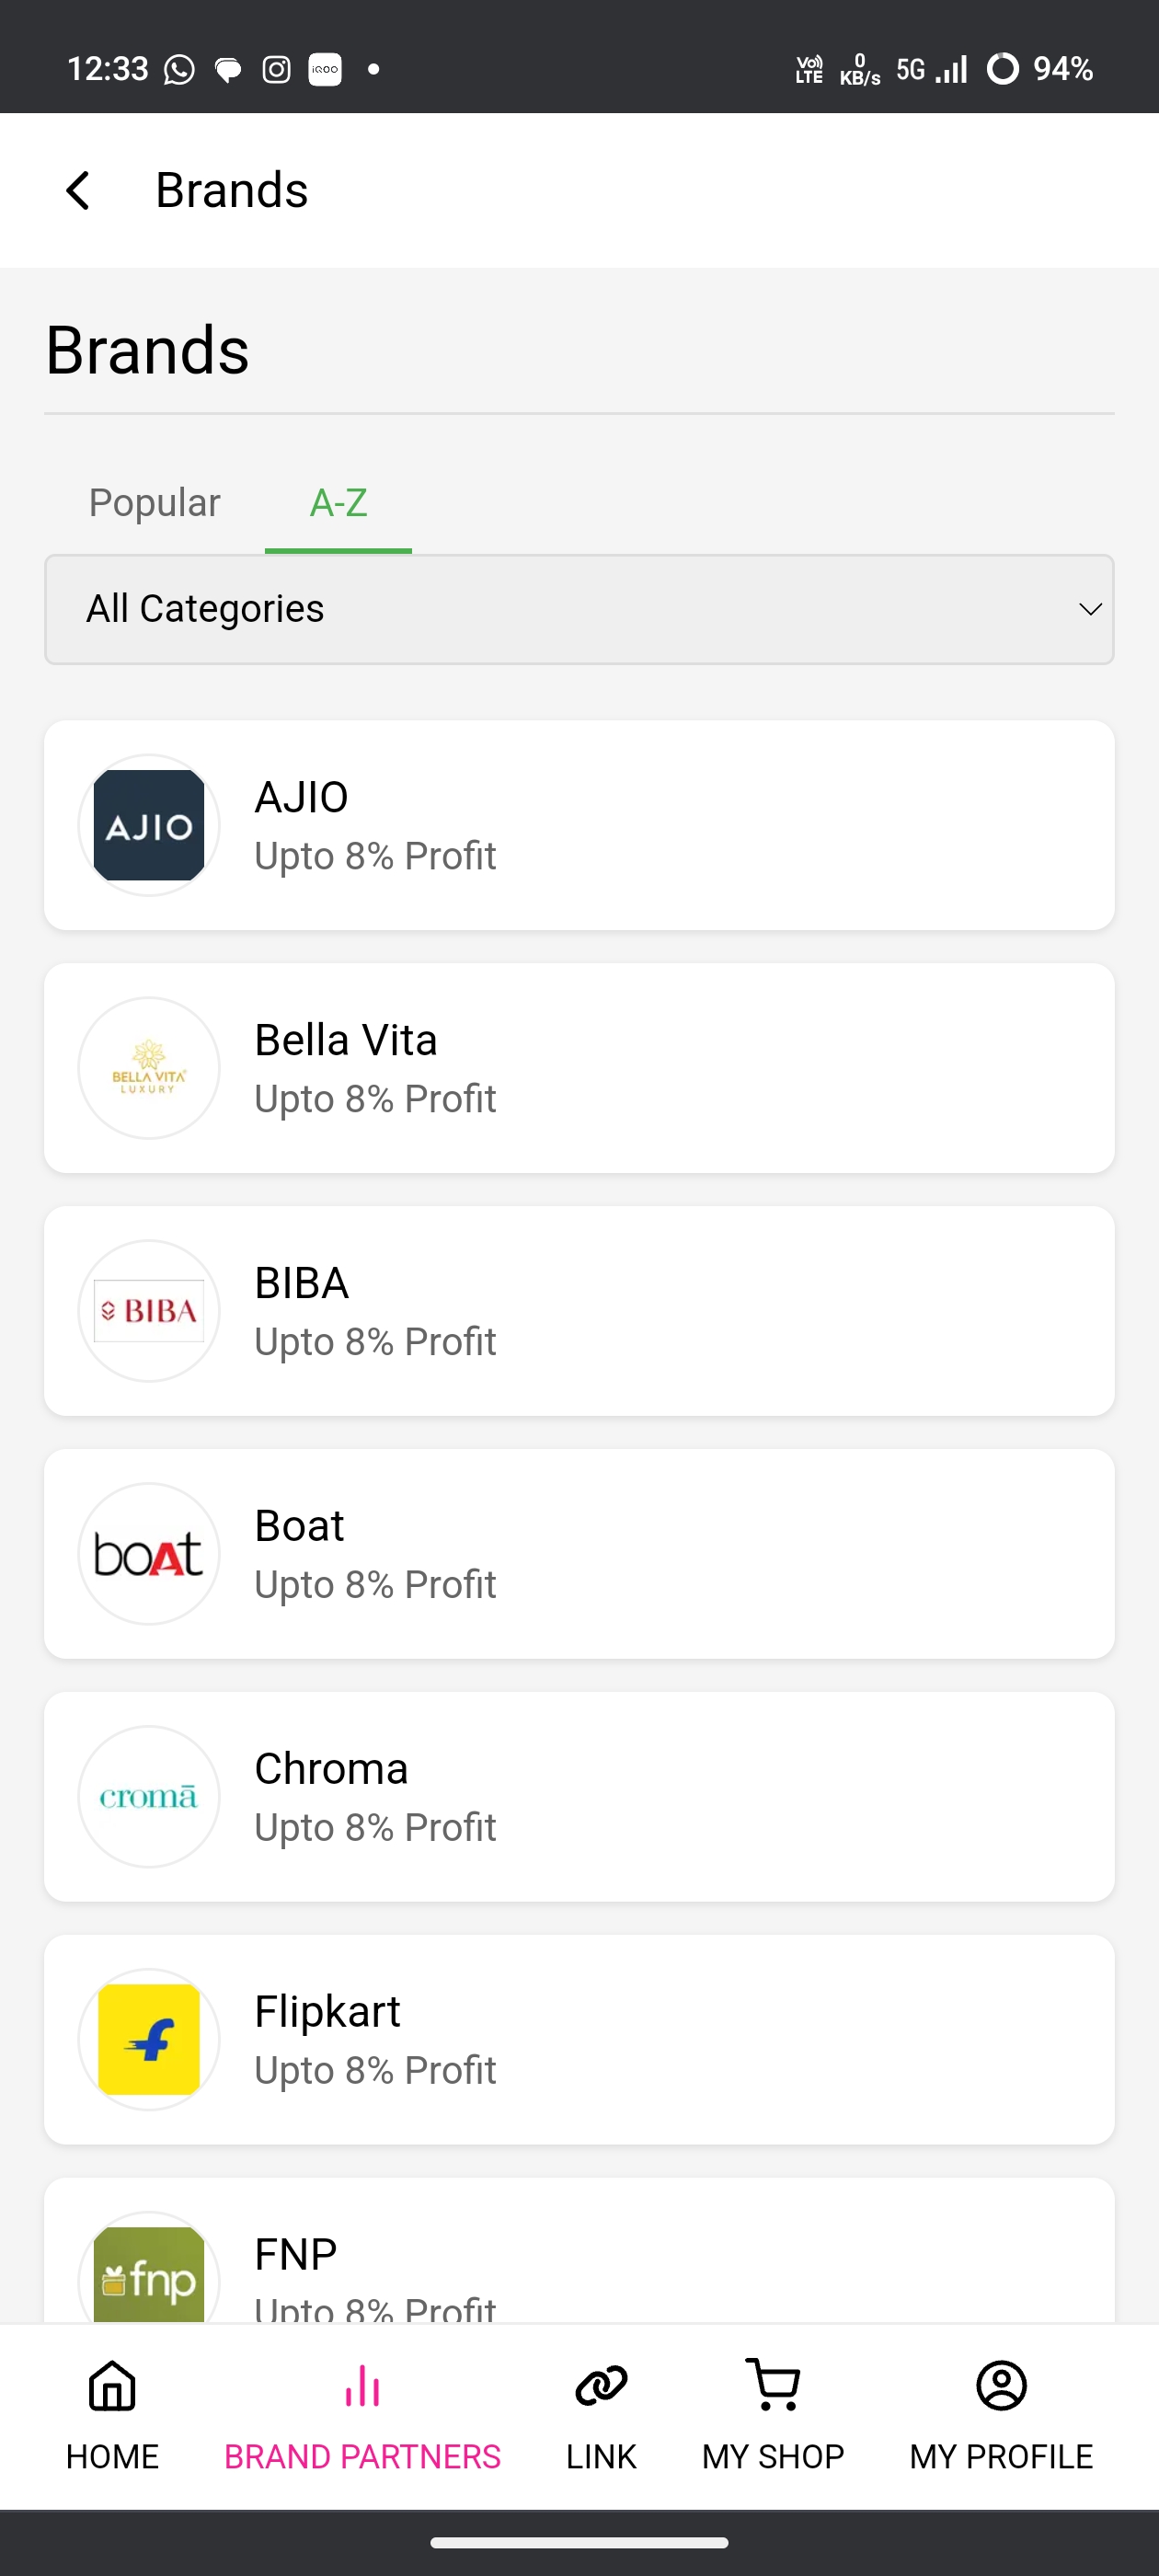 12:33 iQOO Vo) LTE 0 KB/s 5G 94%
Brands
Brands
Popular A-Z
All Categories
AJIO
AJIO
Upto 8% Profit
BELLA VITA
LUXURY
Bella Vita
Upto 8% Profit
BIBA
BIBA
Upto 8% Profit
boAt
Boat
Upto 8% Profit
cromā
Chroma
Upto 8% Profit
f
Flipkart
Upto 8% Profit
fnp
FNP
Upto 8% Profit
HOME BRAND PARTNERS LINK MY SHOP MY PROFILE